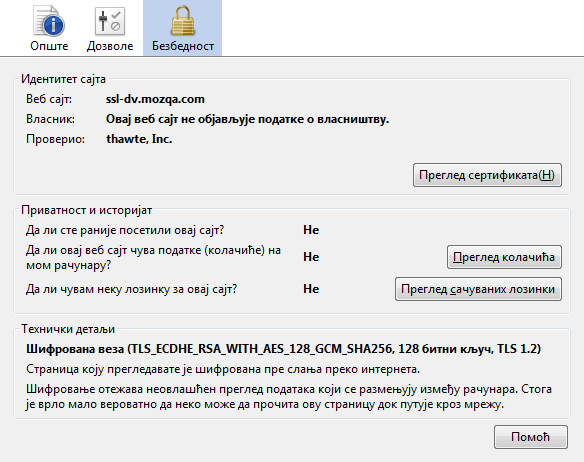 Опште Дозволе Безбедност
Идентитет сајта
Веб сајт: ssl-dv.mozqa.com
Власник: Овај веб сајт не објављује податке о власништву.
Проверио: thawte, Inc.
Преглед сертификата(H)
Приватност и историјат
Да ли сте раније посетили овај сајт? Не
Да ли овај веб сајт чува податке (колачиће) на
мом рачунару? Не Преглед колачића
Да ли чувам неку лозинку за овај сајт? Не Преглед сачуваних лозинки
Технички детаљи
Шифрована веза (TLS_ECDHE_RSA_WITH_AES_128_GCM_SHA256, 128 битни кључ, TLS 1.2)
Страница коју прегледавате је шифрована пре слања преко интернета.
Шифровање отежава неовлашћен преглед података који се размењују између рачунара. Стога
је врло мало вероватно да неко може да прочита ову страницу док путује кроз мрежу.
Помоћ